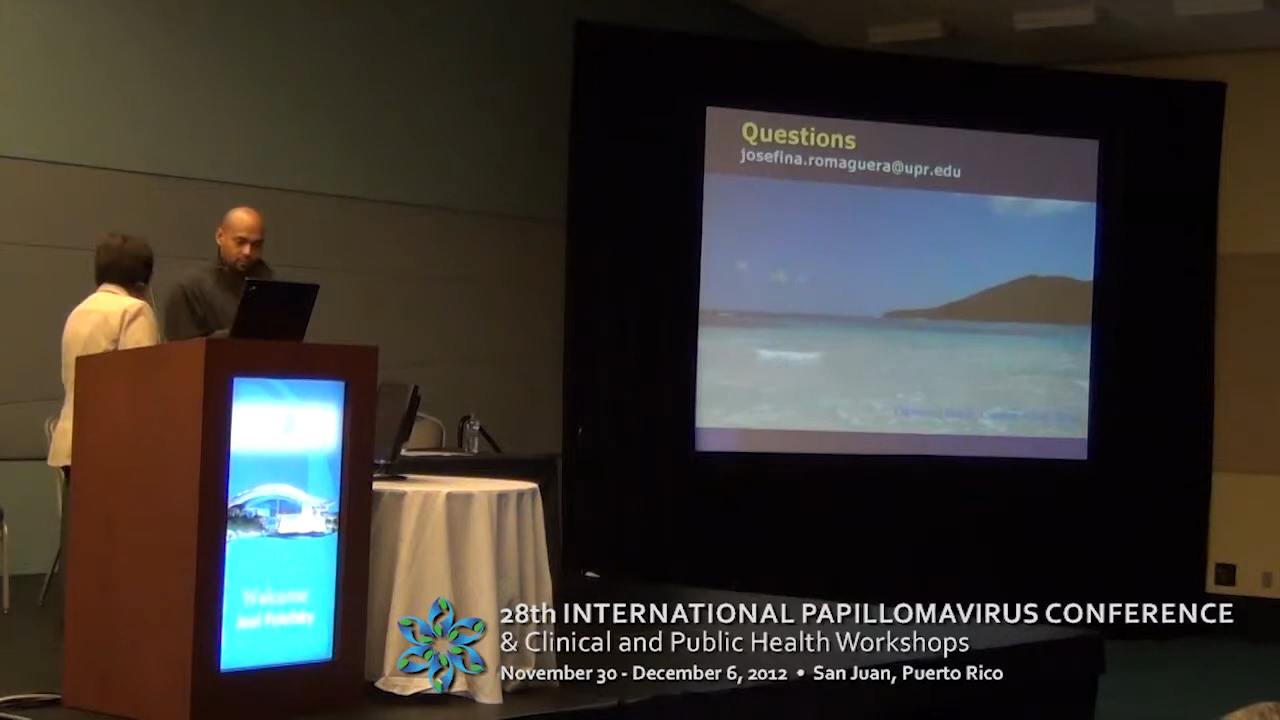 Questions
josefina.romaguera@upr.edu
Welcome
28th INTERNATIONAL PAPILLOMAVIRUS CONFERENCE
& Clinical and Public Health Workshops
November 30 - December 6, 2012 • San Juan, Puerto Rico